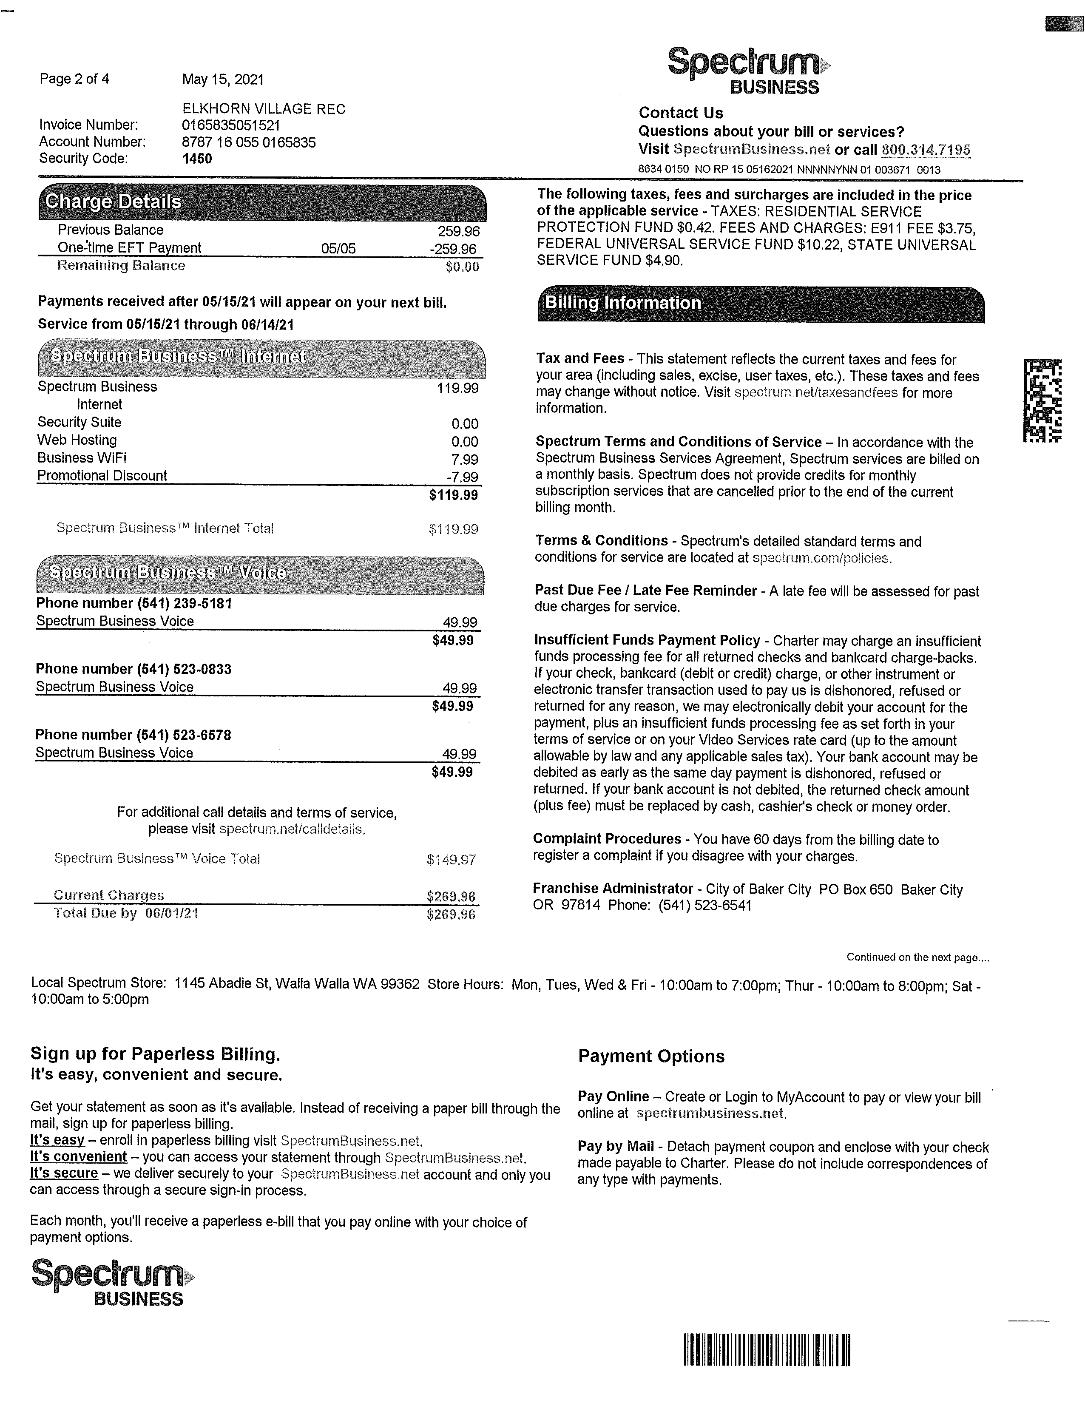 Page 2 of 4
May 15, 2021
ELKHORN VILLAGE REC
Invoice Number: 0165835051521
Account Number: 8787 16 055 0165835
Security Code: 1450
Spectrum
BUSINESS
Contact Us
Questions about your bill or services?
Visit SpectrumBusiness.net or call 800.314.7195
8634 0150 NO RP 15 05162021 NNNNNYNN 01 003671 0013
Charge Details
Previous Balance 259.96
One-time EFT Payment 05/05 -259.96
Remaining Balance $0.00
Payments received after 05/15/21 will appear on your next bill.
Service from 05/15/21 through 06/14/21
Spectrum Business™ Internet
Spectrum Business 119.99
Internet
Security Suite 0.00
Web Hosting 0.00
Business WiFi 7.99
Promotional Discount -7.99
$119.99
Spectrum Business™ Internet Total $119.99
Spectrum Business™ Voice
Phone number (541) 239-5181
Spectrum Business Voice 49.99
$49.99
Phone number (541) 523-0833
Spectrum Business Voice 49.99
$49.99
Phone number (541) 523-6578
Spectrum Business Voice 49.99
$49.99
For additional call details and terms of service,
please visit spectrum.net/calldetails.
Spectrum Business™ Voice Total $149.97
Current Charges $269.96
Total Due by 06/01/21 $269.96
The following taxes, fees and surcharges are included in the price
of the applicable service - TAXES: RESIDENTIAL SERVICE
PROTECTION FUND $0.42. FEES AND CHARGES: E911 FEE $3.75,
FEDERAL UNIVERSAL SERVICE FUND $10.22, STATE UNIVERSAL
SERVICE FUND $4.90.
Billing Information
Tax and Fees - This statement reflects the current taxes and fees for
your area (including sales, excise, user taxes, etc.). These taxes and fees
may change without notice. Visit spectrum.net/taxesandfees for more
information.
Spectrum Terms and Conditions of Service – In accordance with the
Spectrum Business Services Agreement, Spectrum services are billed on
a monthly basis. Spectrum does not provide credits for monthly
subscription services that are cancelled prior to the end of the current
billing month.
Terms & Conditions - Spectrum's detailed standard terms and
conditions for service are located at spectrum.com/policies.
Past Due Fee / Late Fee Reminder - A late fee will be assessed for past
due charges for service.
Insufficient Funds Payment Policy - Charter may charge an insufficient
funds processing fee for all returned checks and bankcard charge-backs.
If your check, bankcard (debit or credit) charge, or other instrument or
electronic transfer transaction used to pay us is dishonored, refused or
returned for any reason, we may electronically debit your account for the
payment, plus an insufficient funds processing fee as set forth in your
terms of service or on your Video Services rate card (up to the amount
allowable by law and any applicable sales tax). Your bank account may be
debited as early as the same day payment is dishonored, refused or
returned. If your bank account is not debited, the returned check amount
(plus fee) must be replaced by cash, cashier's check or money order.
Complaint Procedures - You have 60 days from the billing date to
register a complaint if you disagree with your charges.
Franchise Administrator - City of Baker City PO Box 650 Baker City
OR 97814 Phone: (541) 523-6541
Continued on the next page....
Local Spectrum Store: 1145 Abadie St, Walla Walla WA 99362 Store Hours: Mon, Tues, Wed & Fri - 10:00am to 7:00pm; Thur - 10:00am to 8:00pm; Sat -
10:00am to 5:00pm
Sign up for Paperless Billing.
It's easy, convenient and secure.
Get your statement as soon as it's available. Instead of receiving a paper bill through the
mail, sign up for paperless billing.
It's easy – enroll in paperless billing visit SpectrumBusiness.net.
It's convenient – you can access your statement through SpectrumBusiness.net.
It's secure – we deliver securely to your SpectrumBusiness.net account and only you
can access through a secure sign-in process.
Each month, you'll receive a paperless e-bill that you pay online with your choice of
payment options.
Payment Options
Pay Online – Create or Login to MyAccount to pay or view your bill
online at spectrumbusiness.net.
Pay by Mail - Detach payment coupon and enclose with your check
made payable to Charter. Please do not include correspondences of
any type with payments.
Spectrum
BUSINESS